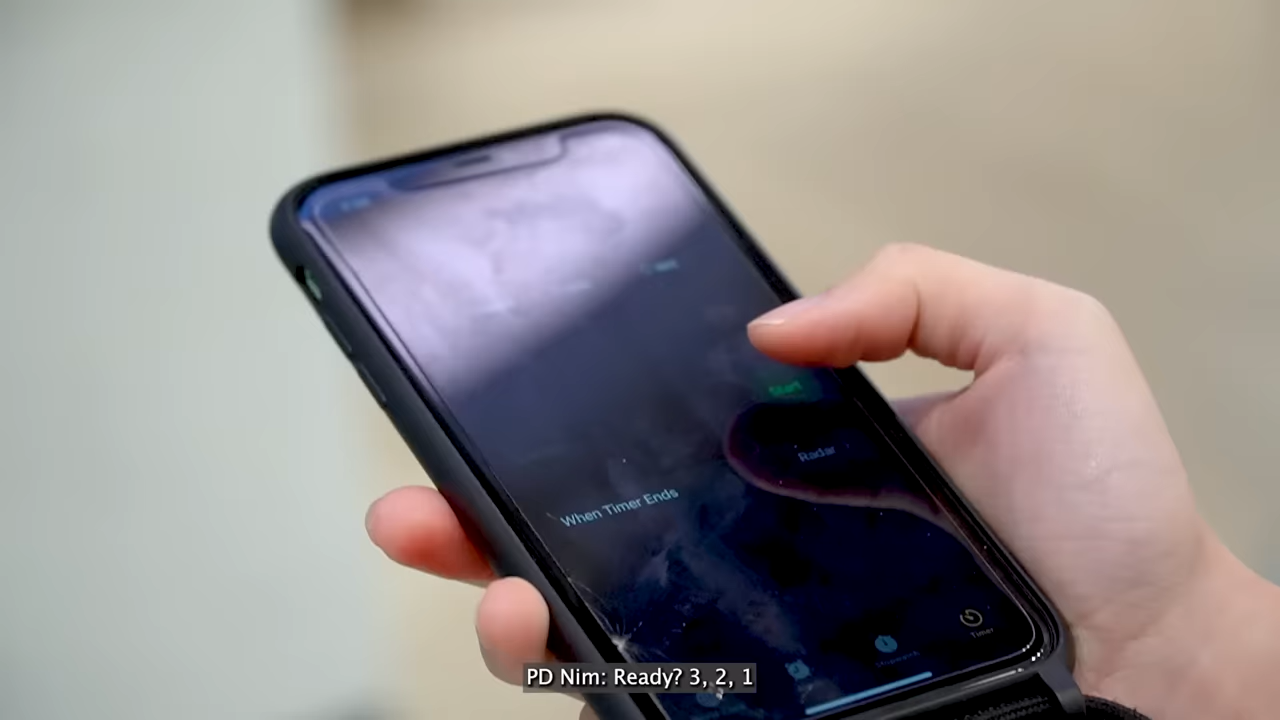 Start
Radar
When Timer Ends
Timer
PD Nim: Ready? 3, 2, 1